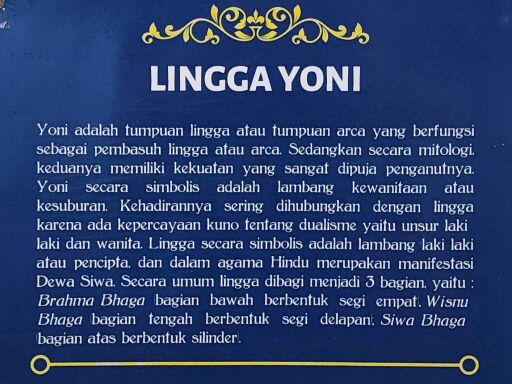 LINGGA YONI
Yoni adalah tumpuan lingga atau tumpuan arca yang berfungsi
sebagai pembasuh lingga atau arca. Sedangkan secara mitologi,
keduanya memiliki kekuatan yang sangat dipuja penganutnya.
Yoni secara simbolis adalah lambang kewanitaan atau
kesuburan. Kehadirannya sering dihubungkan dengan lingga
karena ada kepercayaan kuno tentang dualisme yaitu unsur laki
laki dan wanita. Lingga secara simbolis adalah lambang laki laki
atau pencipta, dan dalam agama Hindu merupakan manifestasi
Dewa Siwa. Secara umum lingga dibagi menjadi 3 bagian, yaitu :
Brahma Bhaga (bagian bawah berbentuk segi empat), Wisnu
Bhaga (bagian tengah berbentuk segi delapan), Siwa Bhaga
(bagian atas berbentuk silinder).